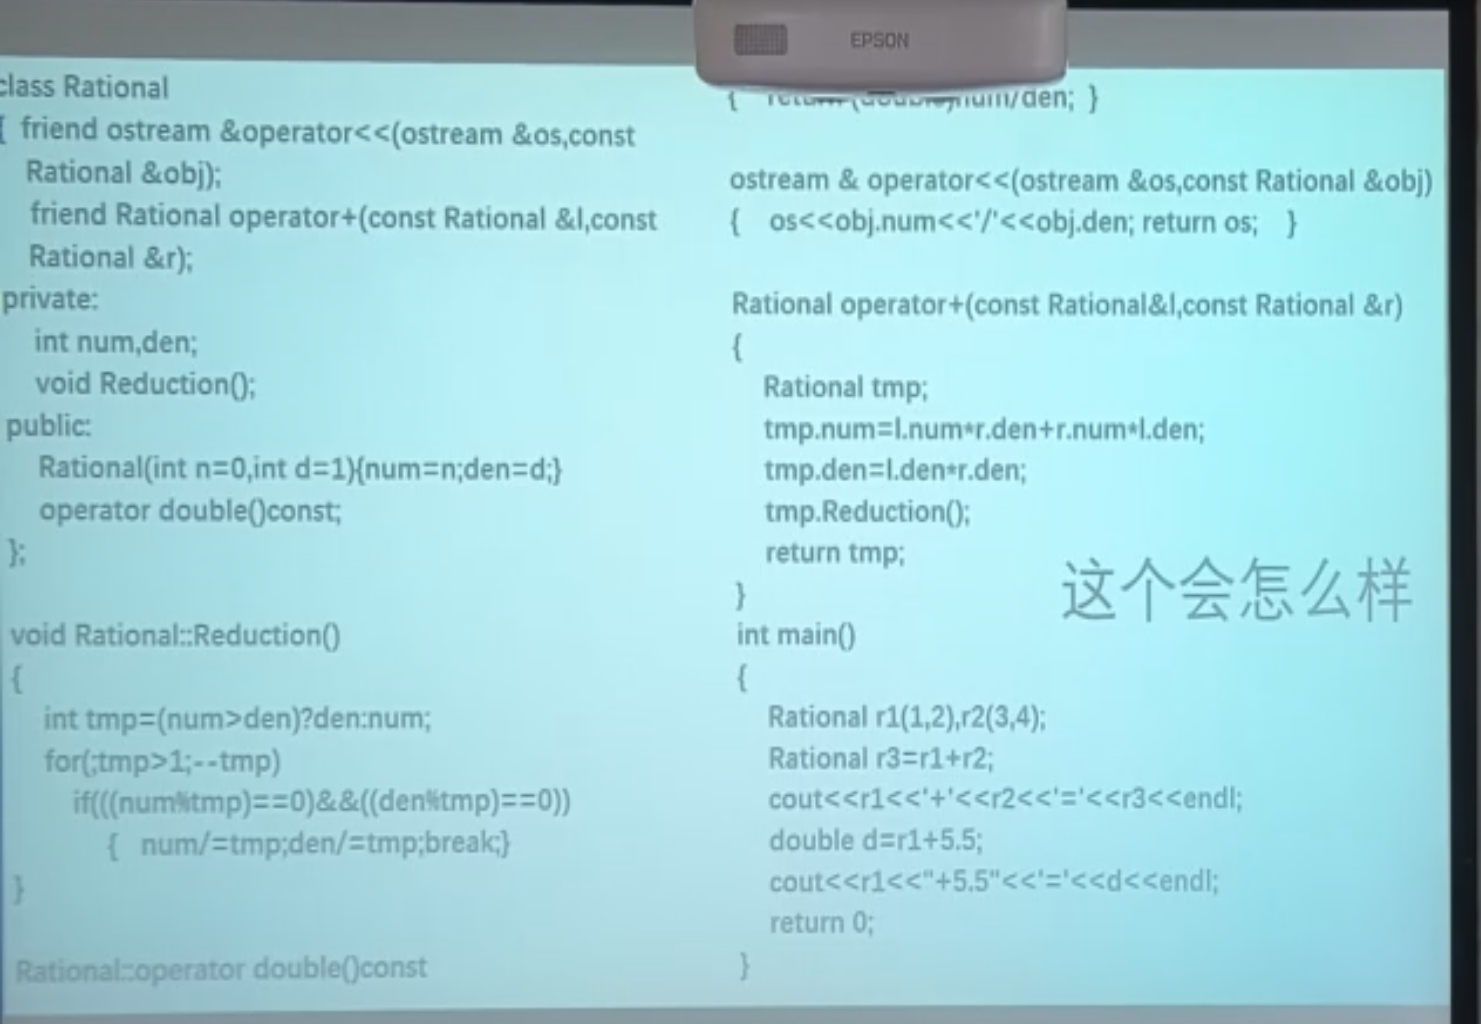 EPSON
class Rational
{ friend ostream &operator<<(ostream &os,const
Rational &obj);
friend Rational operator+(const Rational &l,const
Rational &r);
private:
int num,den;
void Reduction();
public:
Rational(int n=0,int d=1){num=n;den=d;}
operator double()const;
};
void Rational::Reduction()
{
int tmp=(num>den)?den:num;
for(;tmp>1;--tmp)
if(((num%tmp)==0)&&((den%tmp)==0))
{ num/=tmp;den/=tmp;break;}
}
Rational::operator double()const
{ return (double)num/den; }
ostream & operator<<(ostream &os,const Rational &obj)
{ os<<obj.num<<'/'<<obj.den; return os; }
Rational operator+(const Rational&l,const Rational &r)
{
Rational tmp;
tmp.num=l.num*r.den+r.num*l.den;
tmp.den=l.den*r.den;
tmp.Reduction();
return tmp;
}
这个会怎么样
int main()
{
Rational r1(1,2),r2(3,4);
Rational r3=r1+r2;
cout<<r1<<'+'<<r2<<'='<<r3<<endl;
double d=r1+5.5;
cout<<r1<<"+5.5"<<'='<<d<<endl;
return 0;
}